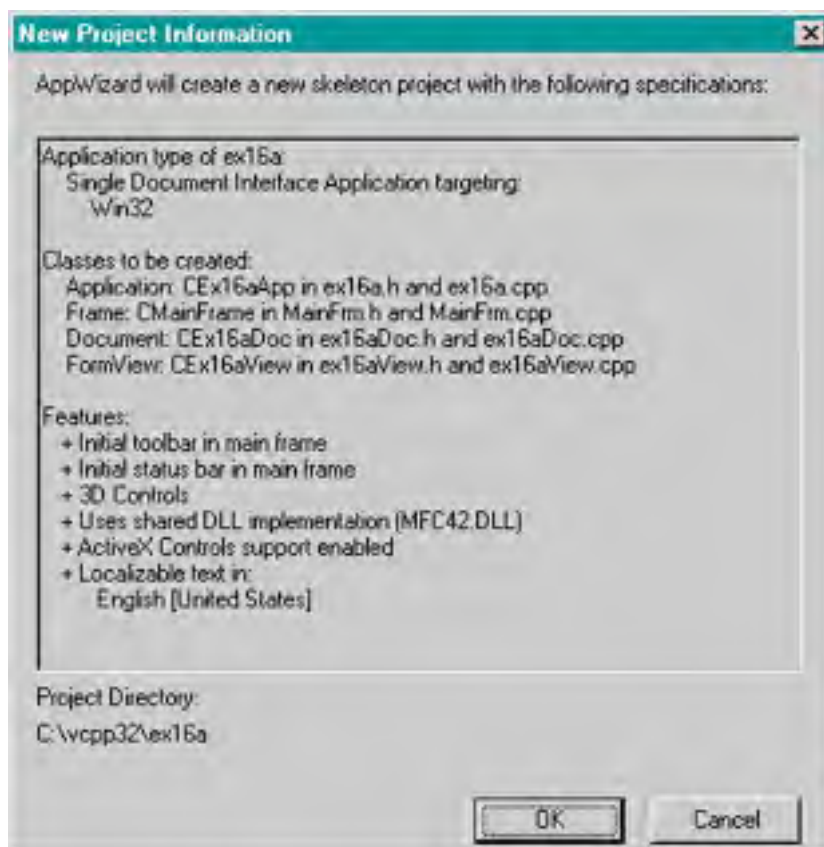 New Project Information
AppWizard will create a new skeleton project with the following specifications:
Application type of ex16a:
Single Document Interface Application targeting:
Win32
Classes to be created:
Application: CEx16aApp in ex16a.h and ex16a.cpp
Frame: CMainFrame in MainFrm.h and MainFrm.cpp
Document: CEx16aDoc in ex16aDoc.h and ex16aDoc.cpp
FormView: CEx16aView in ex16aView.h and ex16aView.cpp
Features:
+ Initial toolbar in main frame
+ Initial status bar in main frame
+ 3D Controls
+ Uses shared DLL implementation (MFC42.DLL)
+ ActiveX Controls support enabled
+ Localizable text in:
English [United States]
Project Directory:
C:\vcpp32\ex16a
OK
Cancel